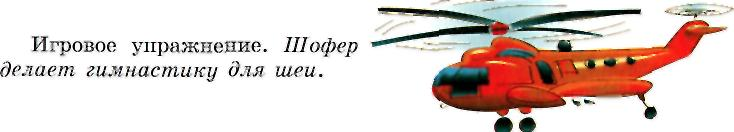 Игровое упражнение. Шофер
делает гимнастику для шеи.